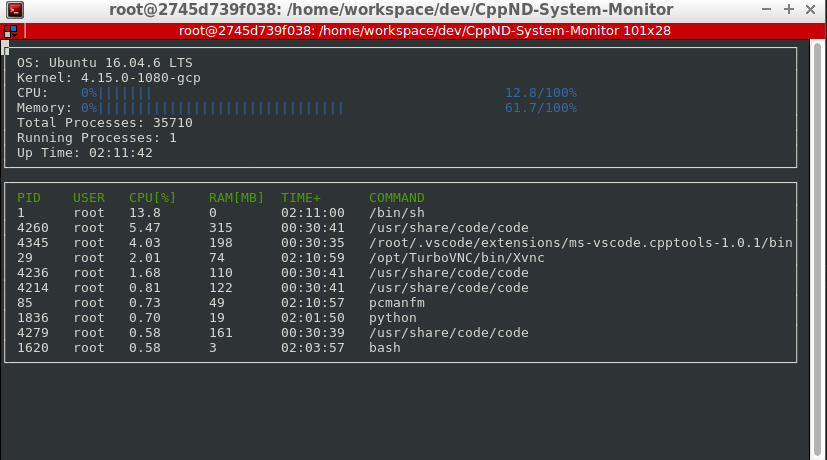 root@2745d739f038: /home/workspace/dev/CppND-System-Monitor
root@2745d739f038: /home/workspace/dev/CppND-System-Monitor 101x28
OS: Ubuntu 16.04.6 LTS
Kernel: 4.15.0-1080-gcp
CPU: 0%||||||| 12.8/100%
Memory: 0%||||||||||||||||||||||||||||||| 61.7/100%
Total Processes: 35710
Running Processes: 1
Up Time: 02:11:42
PID USER CPU[%] RAM[MB] TIME+ COMMAND
1 root 13.8 0 02:11:00 /bin/sh
4260 root 5.47 315 00:30:41 /usr/share/code/code
4345 root 4.03 198 00:30:35 /root/.vscode/extensions/ms-vscode.cpptools-1.0.1/bin
29 root 2.01 74 02:10:59 /opt/TurboVNC/bin/Xvnc
4236 root 1.68 110 00:30:41 /usr/share/code/code
4214 root 0.81 122 00:30:41 /usr/share/code/code
85 root 0.73 49 02:10:57 pcmanfm
1836 root 0.70 19 02:01:50 python
4279 root 0.58 161 00:30:39 /usr/share/code/code
1620 root 0.58 3 02:03:57 bash